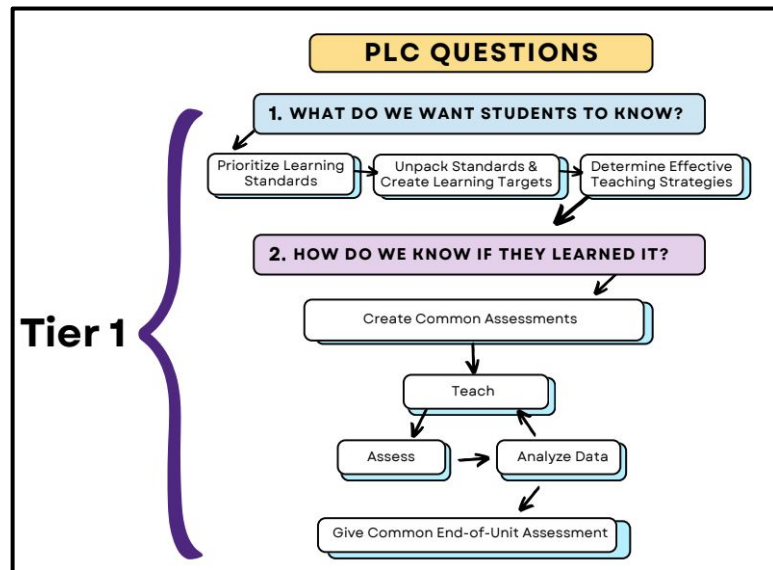 PLC QUESTIONS
1. WHAT DO WE WANT STUDENTS TO KNOW?
Prioritize Learning
Standards
Unpack Standards &
Create Learning Targets
Determine Effective
Teaching Strategies
2. HOW DO WE KNOW IF THEY LEARNED IT?
Tier 1
Create Common Assessments
Teach
Assess
Analyze Data
Give Common End-of-Unit Assessment